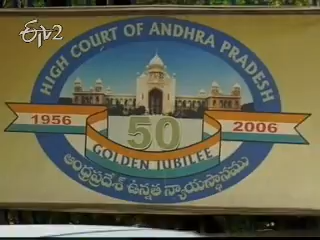 ETV2
HIGH COURT OF ANDHRA PRADESH
1956
50
2006
GOLDEN JUBILEE
ఆంధ్రప్రదేశ్ ఉన్నత న్యాయస్థానము